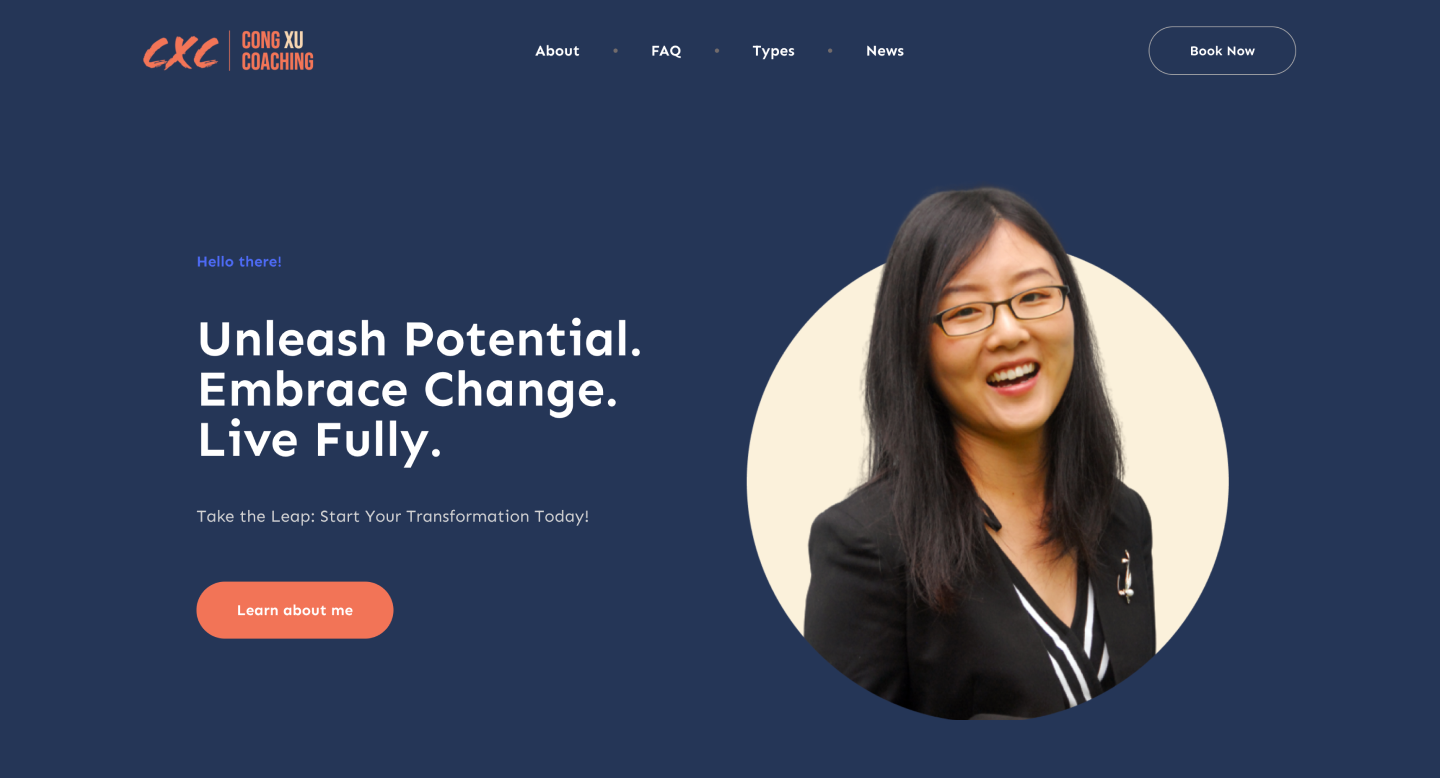 CXC
CONG XU
COACHING
About • FAQ • Types • News
Book Now
Hello there!
Unleash Potential.
Embrace Change.
Live Fully.
Take the Leap: Start Your Transformation Today!
Learn about me